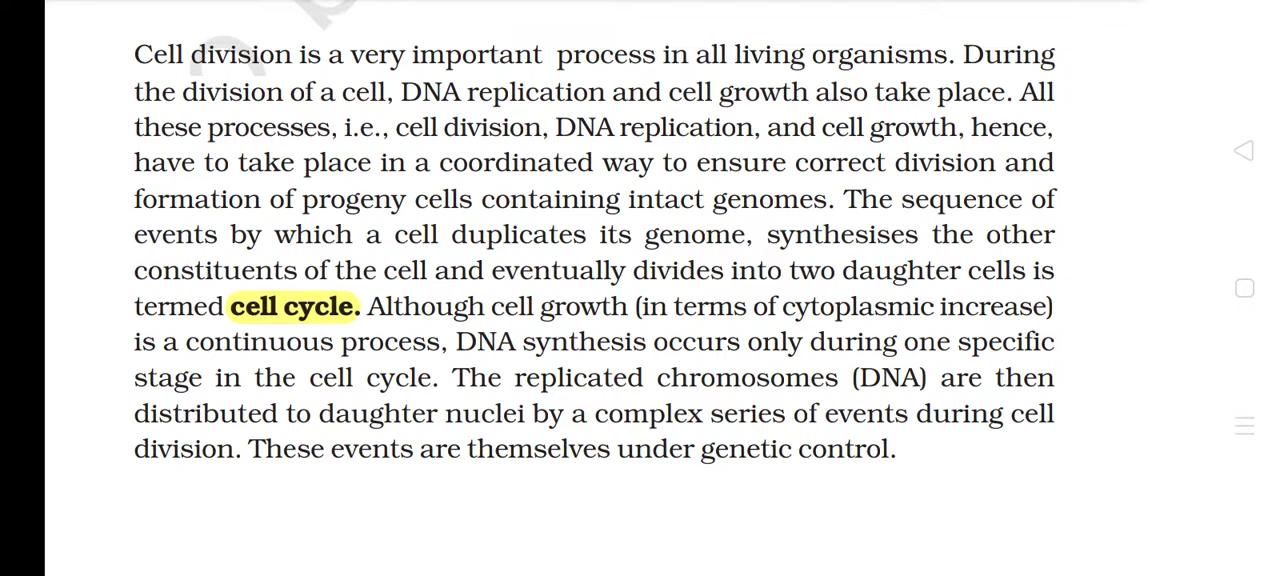 Cell division is a very important process in all living organisms. During
the division of a cell, DNA replication and cell growth also take place. All
these processes, i.e., cell division, DNA replication, and cell growth, hence,
have to take place in a coordinated way to ensure correct division and
formation of progeny cells containing intact genomes. The sequence of
events by which a cell duplicates its genome, synthesises the other
constituents of the cell and eventually divides into two daughter cells is
termed cell cycle. Although cell growth (in terms of cytoplasmic increase)
is a continuous process, DNA synthesis occurs only during one specific
stage in the cell cycle. The replicated chromosomes (DNA) are then
distributed to daughter nuclei by a complex series of events during cell
division. These events are themselves under genetic control.